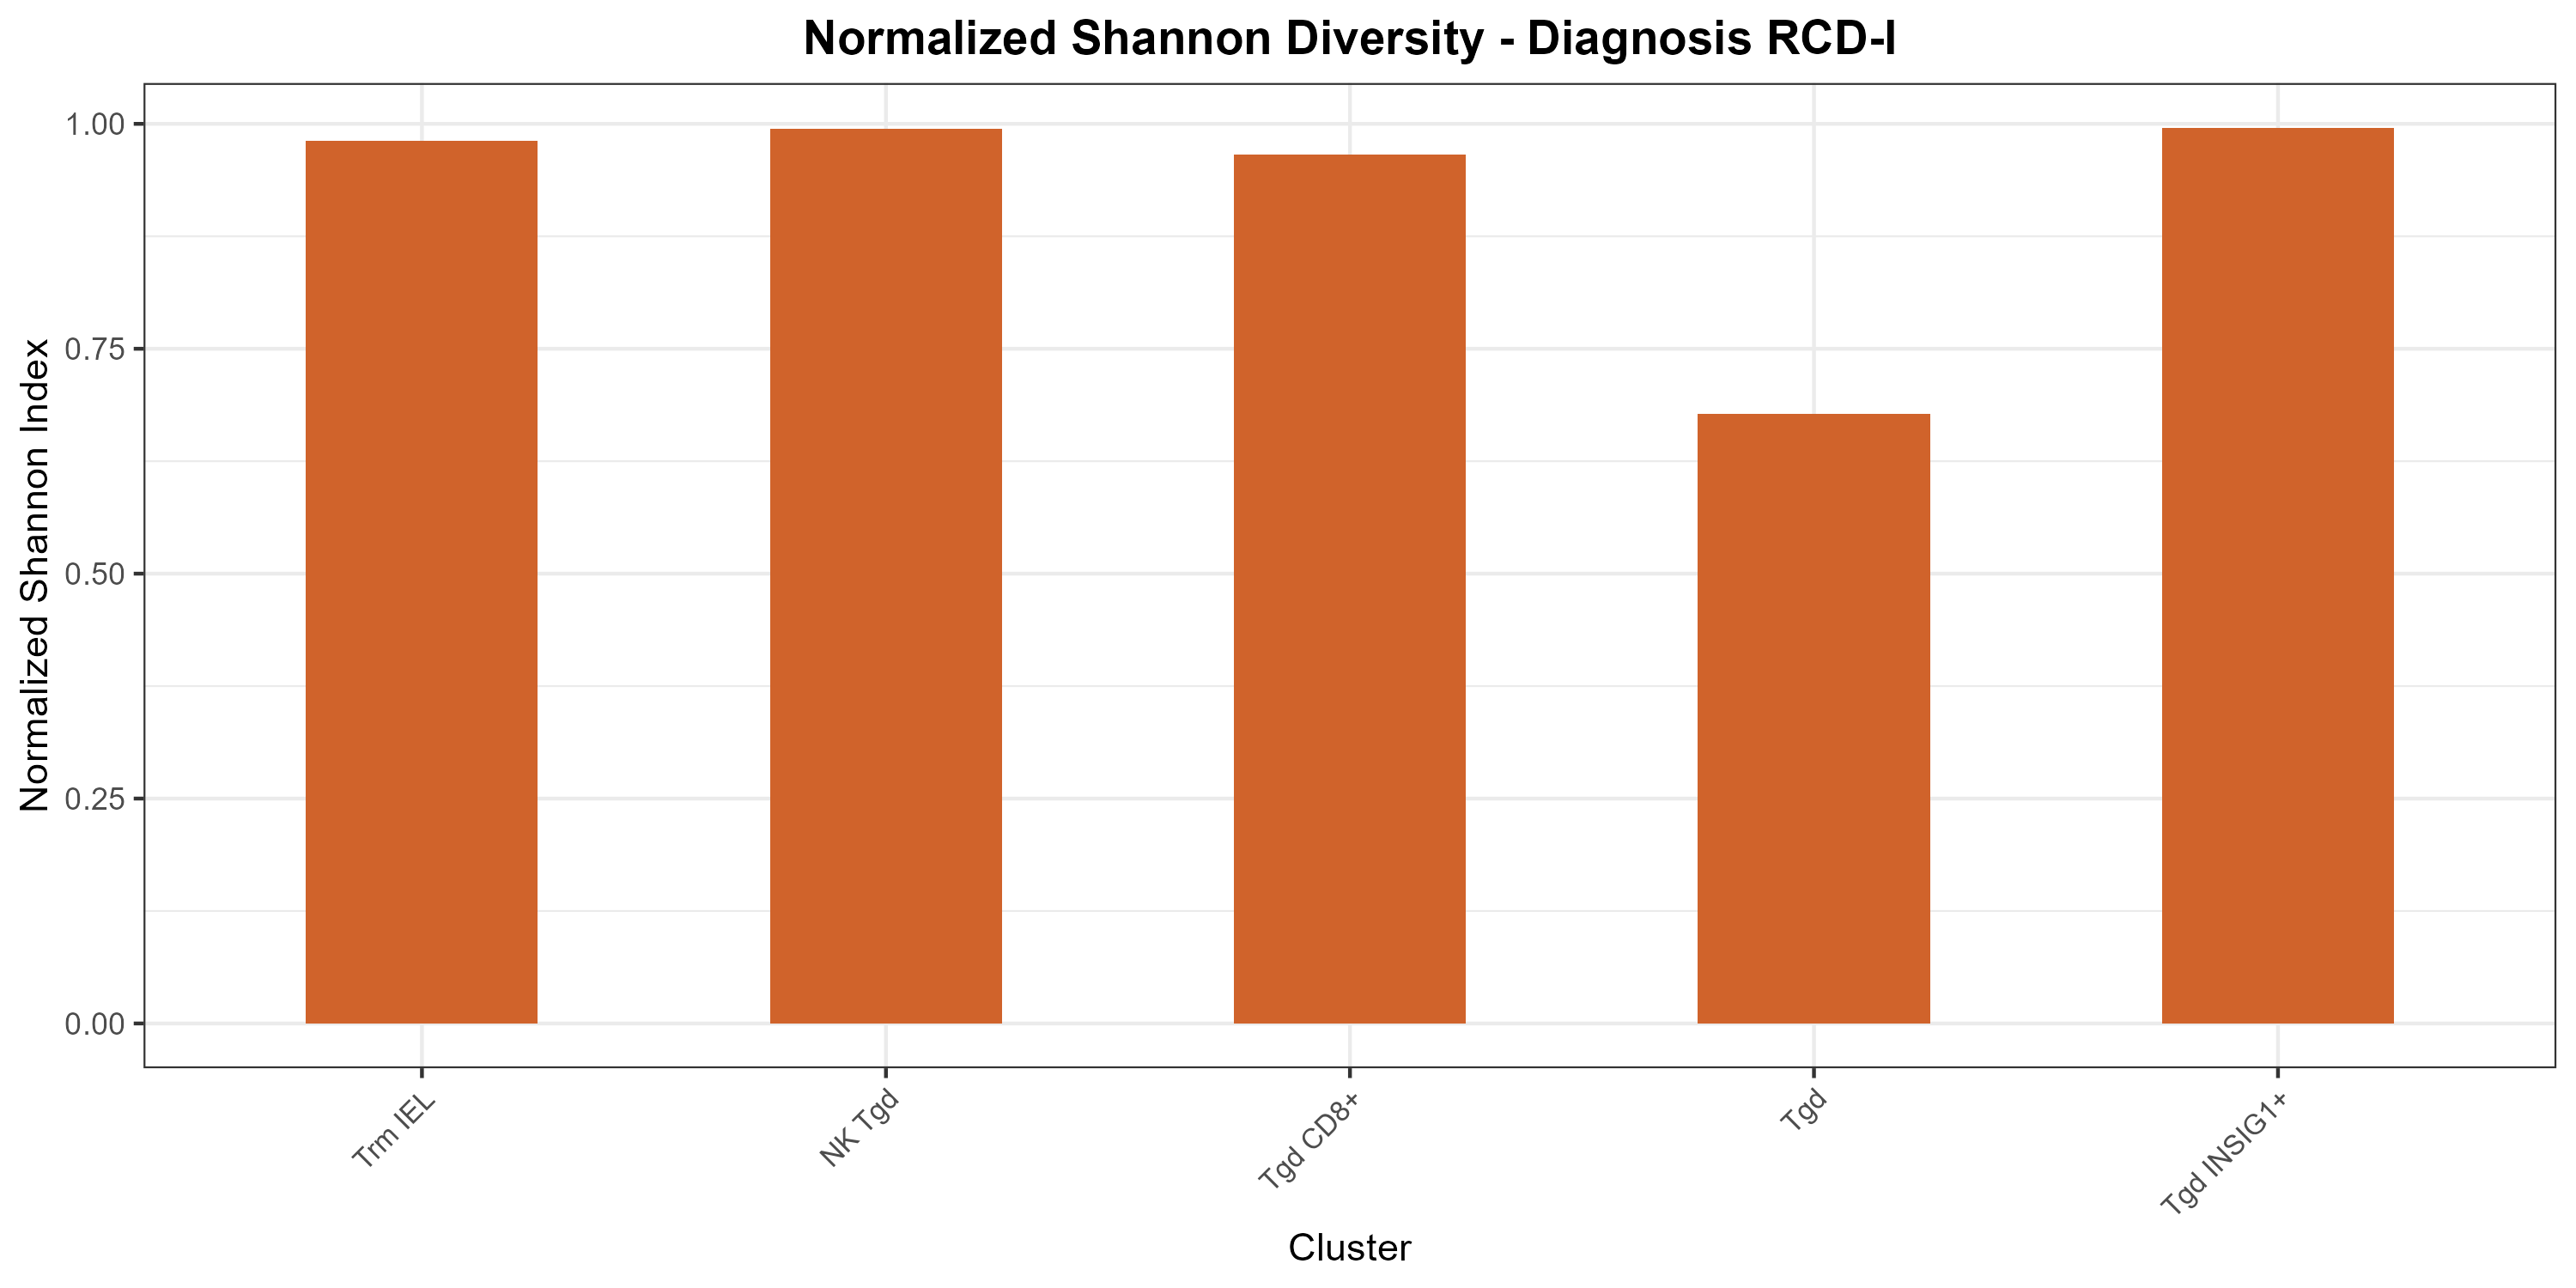 Normalized Shannon Diversity - Diagnosis RCD-I
Normalized Shannon Index
1.00
0.75
0.50
0.25
0.00
Trm IEL
NK Tgd
Tgd CD8+
Tgd
Tgd INSIG1+
Cluster